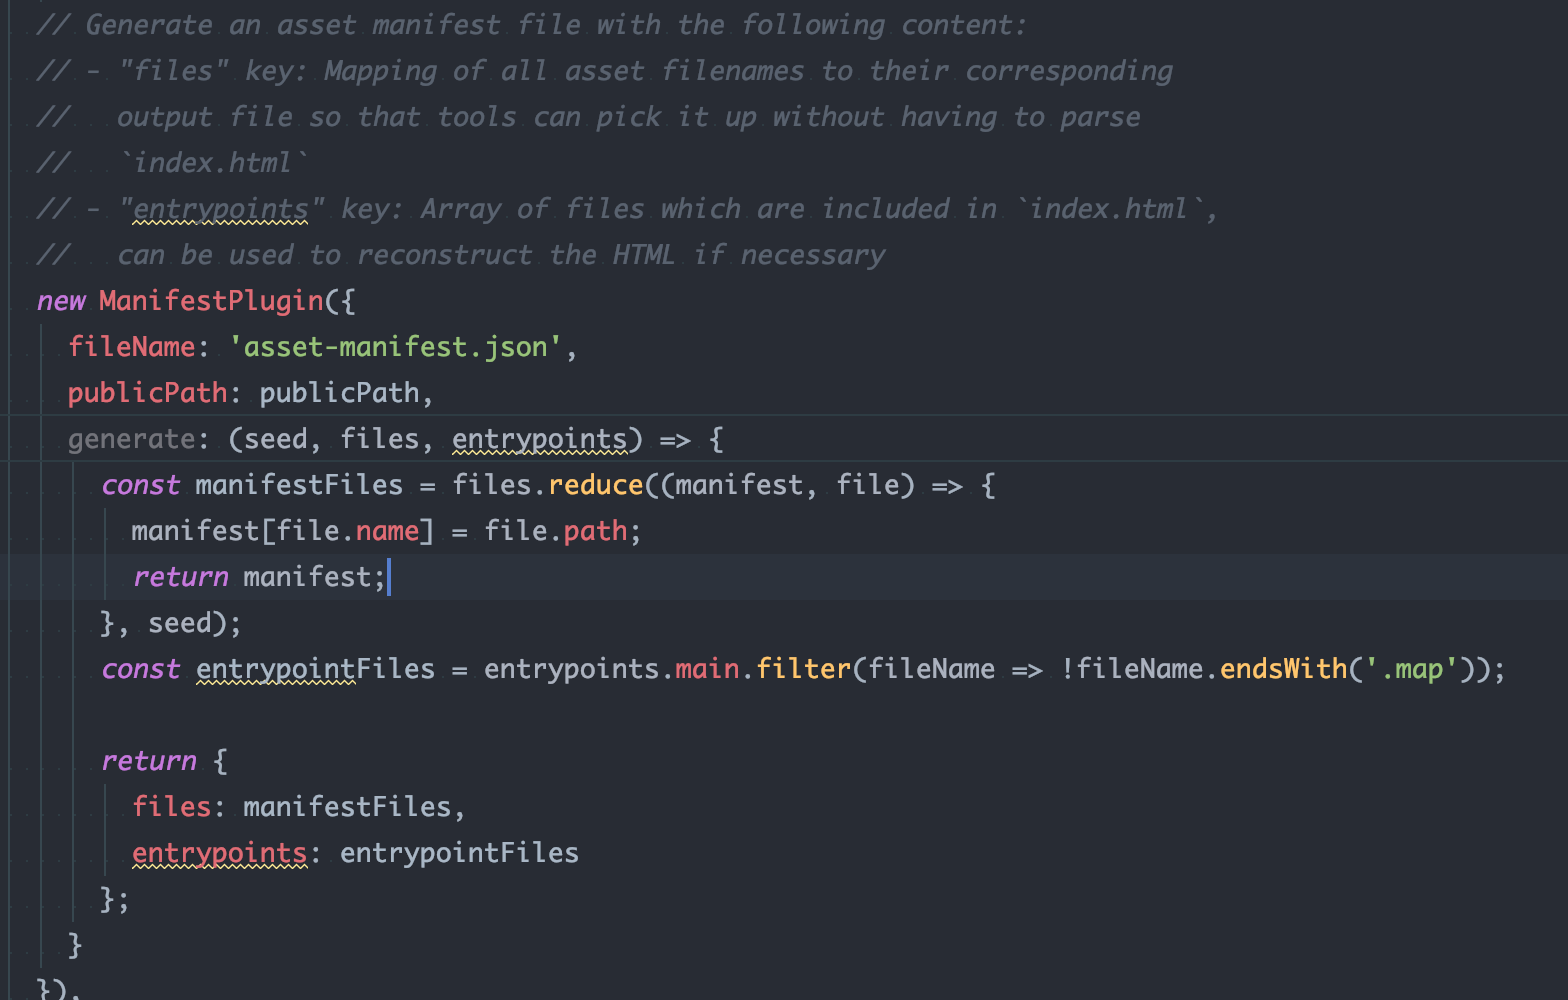 // Generate an asset manifest file with the following content:
// - "files" key: Mapping of all asset filenames to their corresponding
//   output file so that tools can pick it up without having to parse
//   `index.html`
// - "entrypoints" key: Array of files which are included in `index.html`,
//   can be used to reconstruct the HTML if necessary
new ManifestPlugin({
  fileName: 'asset-manifest.json',
  publicPath: publicPath,
  generate: (seed, files, entrypoints) => {
    const manifestFiles = files.reduce((manifest, file) => {
      manifest[file.name] = file.path;
      return manifest;
    }, seed);
    const entrypointFiles = entrypoints.main.filter(fileName => !fileName.endsWith('.map'));

    return {
      files: manifestFiles,
      entrypoints: entrypointFiles
    };
  }
}),